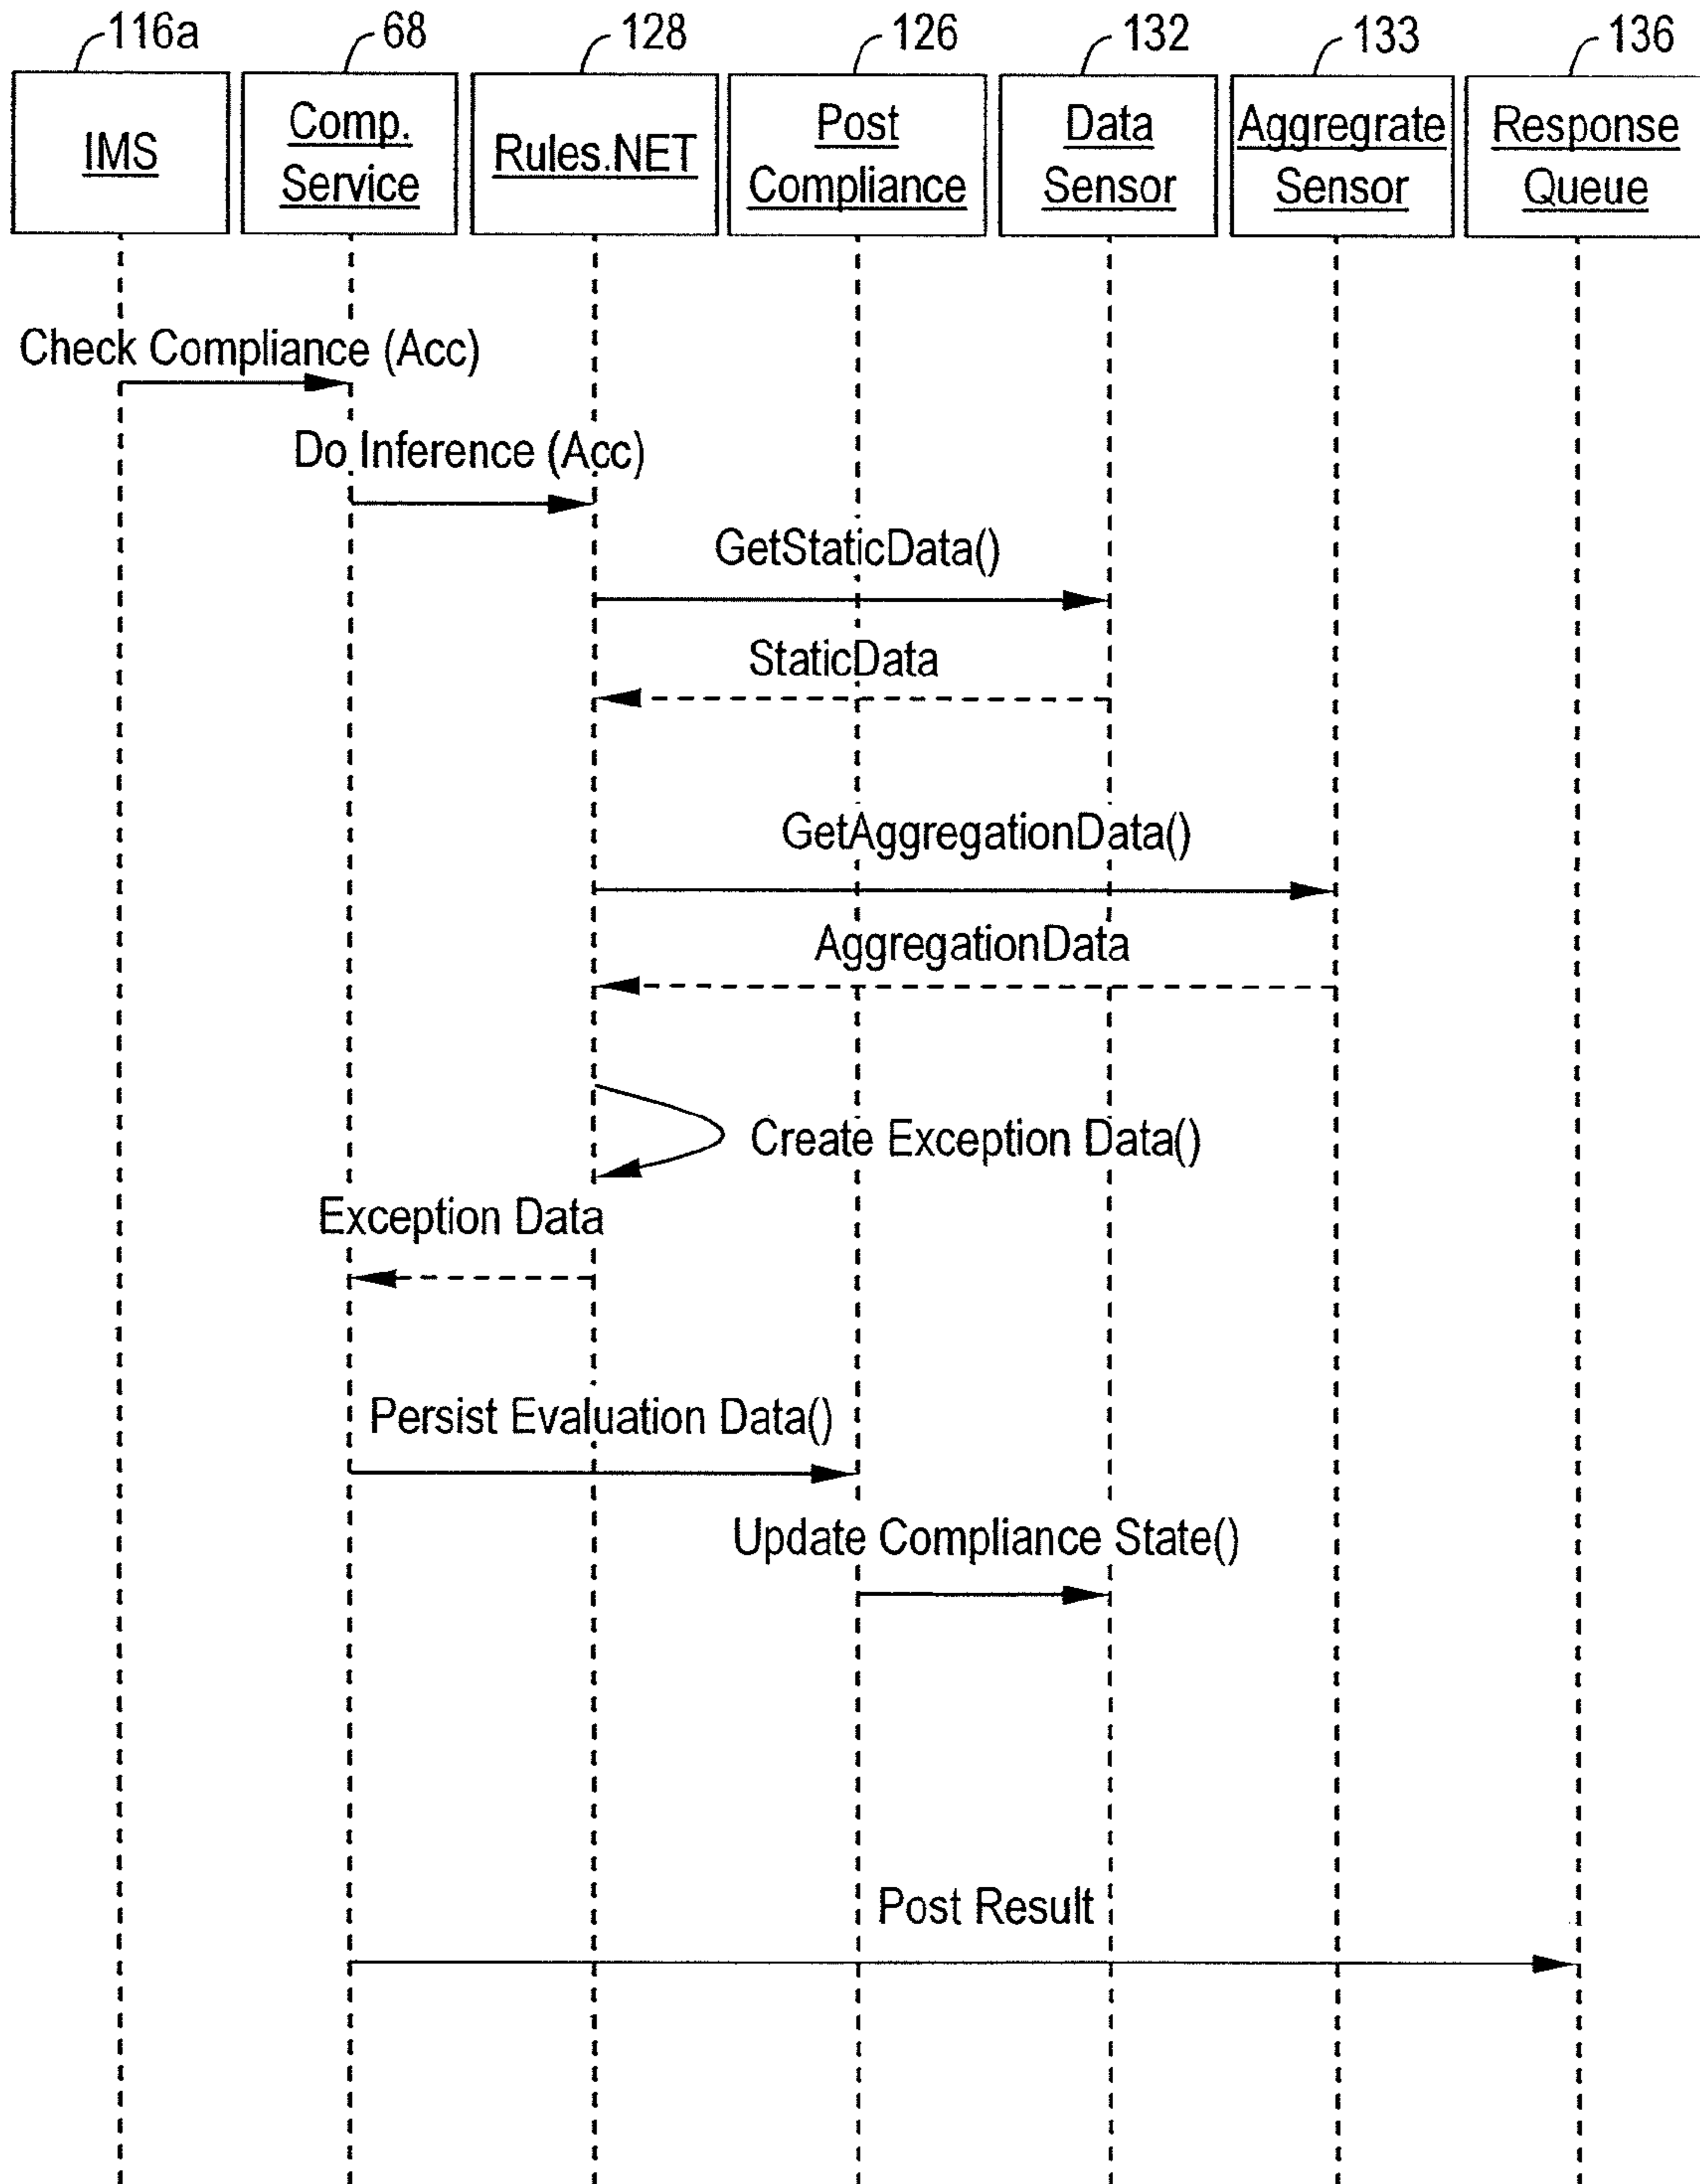 116a
68
128
126
132
133
136
IMS
Comp.
Service
Rules.NET
Post
Compliance
Data
Sensor
Aggregrate
Sensor
Response
Queue
Check Compliance (Acc)
Do Inference (Acc)
GetStaticData()
StaticData
GetAggregationData()
AggregationData
Create Exception Data()
Exception Data
Persist Evaluation Data()
Update Compliance State()
Post Result